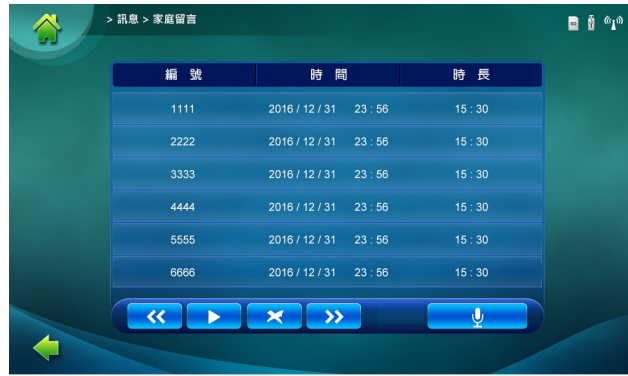 > 訊息 > 家庭留言
編 號 時 間 時 長
1111 2016 / 12 / 31 23 : 56 15 : 30
2222 2016 / 12 / 31 23 : 56 15 : 30
3333 2016 / 12 / 31 23 : 56 15 : 30
4444 2016 / 12 / 31 23 : 56 15 : 30
5555 2016 / 12 / 31 23 : 56 15 : 30
6666 2016 / 12 / 31 23 : 56 15 : 30